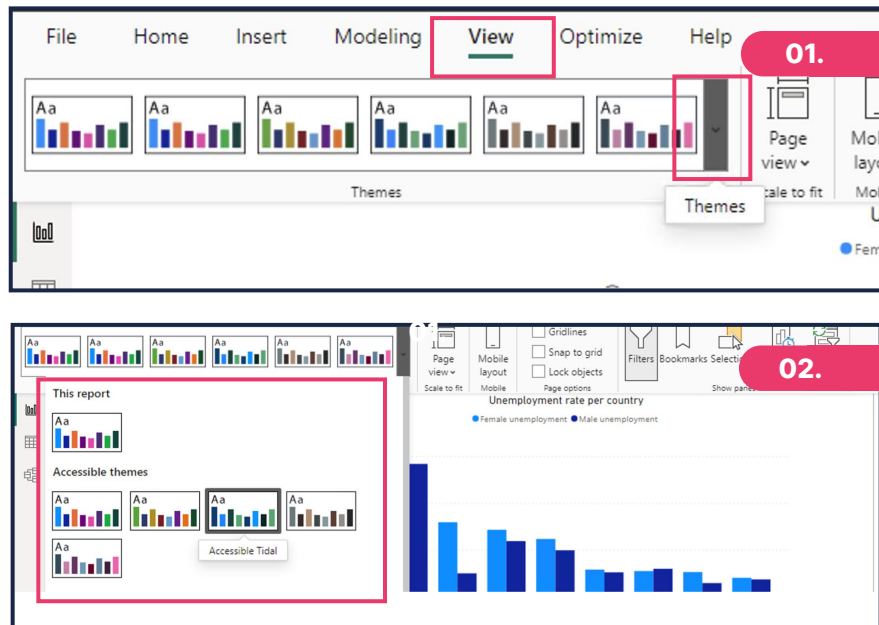 File Home Insert Modeling View Optimize Help
01.
Aa Aa Aa Aa Aa Aa
Page
view
Themes
Scale to fit
Themes
Aa Aa Aa Aa Aa Aa
Page
view
Mobile
layout
Gridlines
Snap to grid
Lock objects
Filters Bookmarks
Scale to fit Mobile Page options
02.
This report
Aa
Accessible themes
Aa Aa Aa Aa
Accessible Tidal
Aa
Unemployment rate per country
Female unemployment Male unemployment